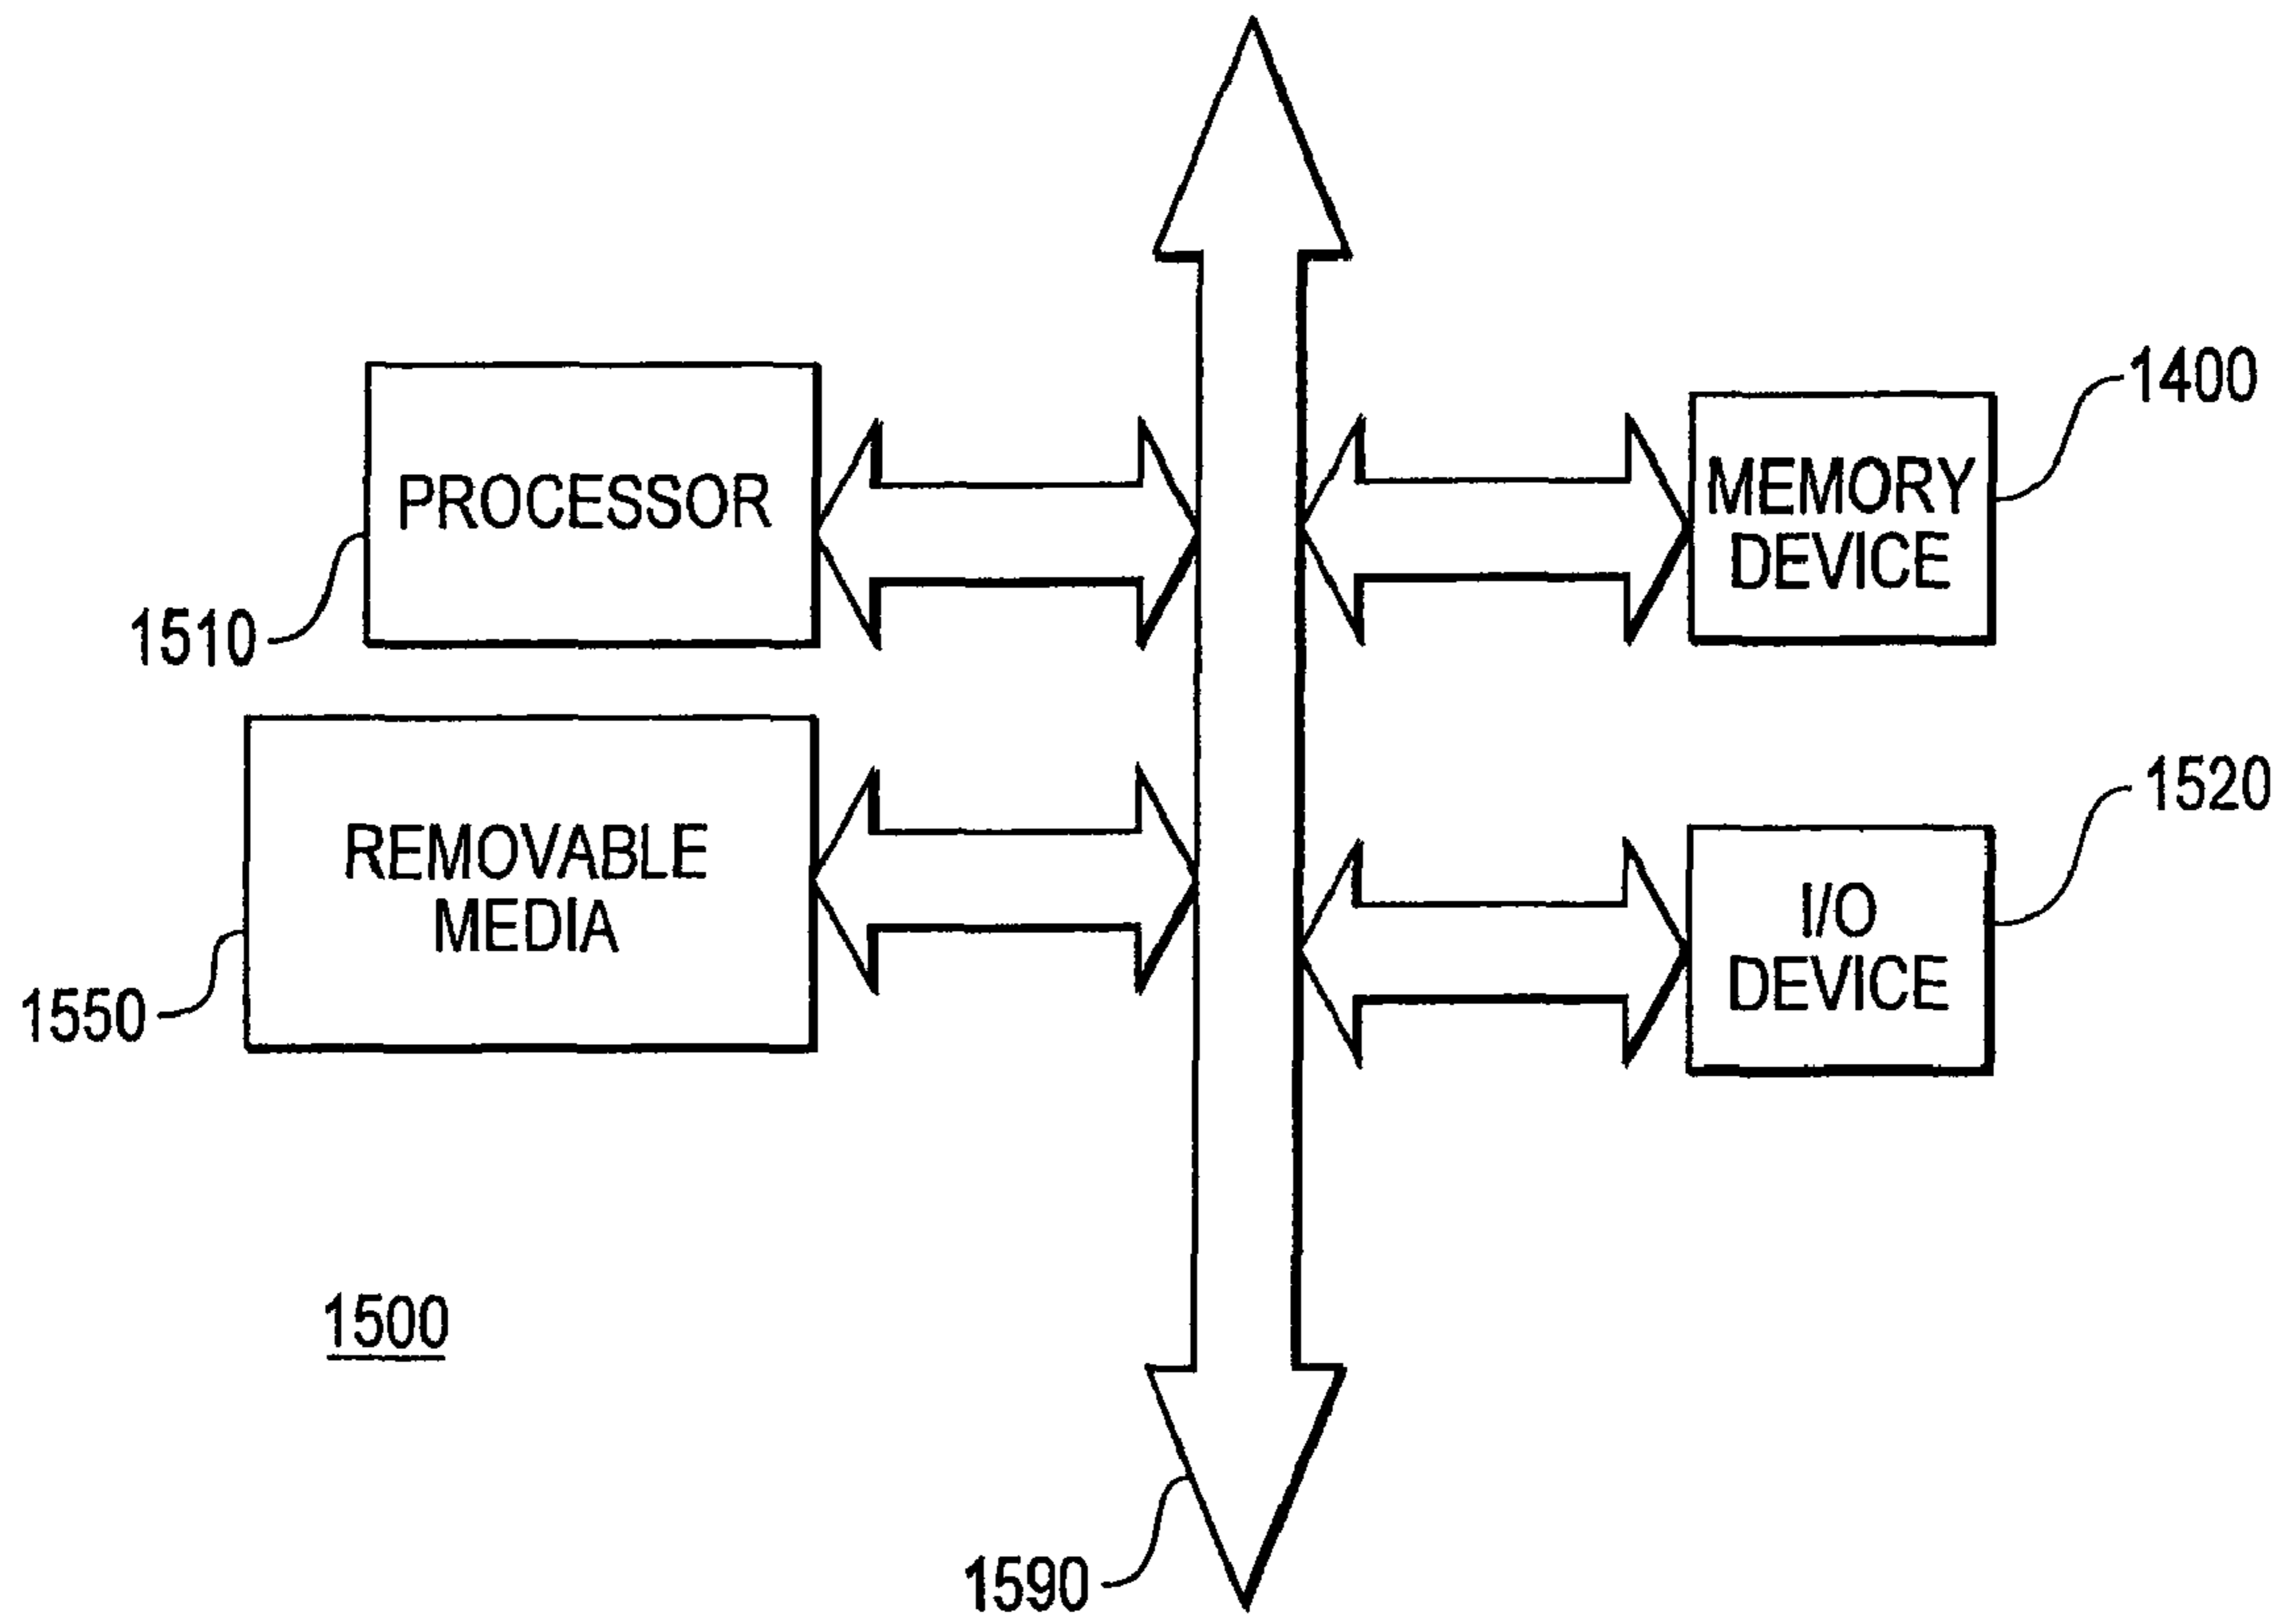 1400
PROCESSOR
MEMORY
DEVICE
1510
1520
REMOVABLE
MEDIA
I/O
DEVICE
1550
1500
1590